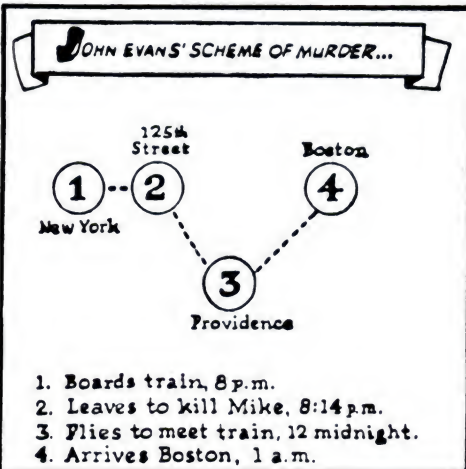 JOHN EVANS' SCHEME OF MURDER...
125th
Street
Boston
1
2
4
New York
3
Providence
1. Boards train, 8 p.m.
2. Leaves to kill Mike, 8:14 p.m.
3. Flies to meet train, 12 midnight.
4. Arrives Boston, 1 a.m.